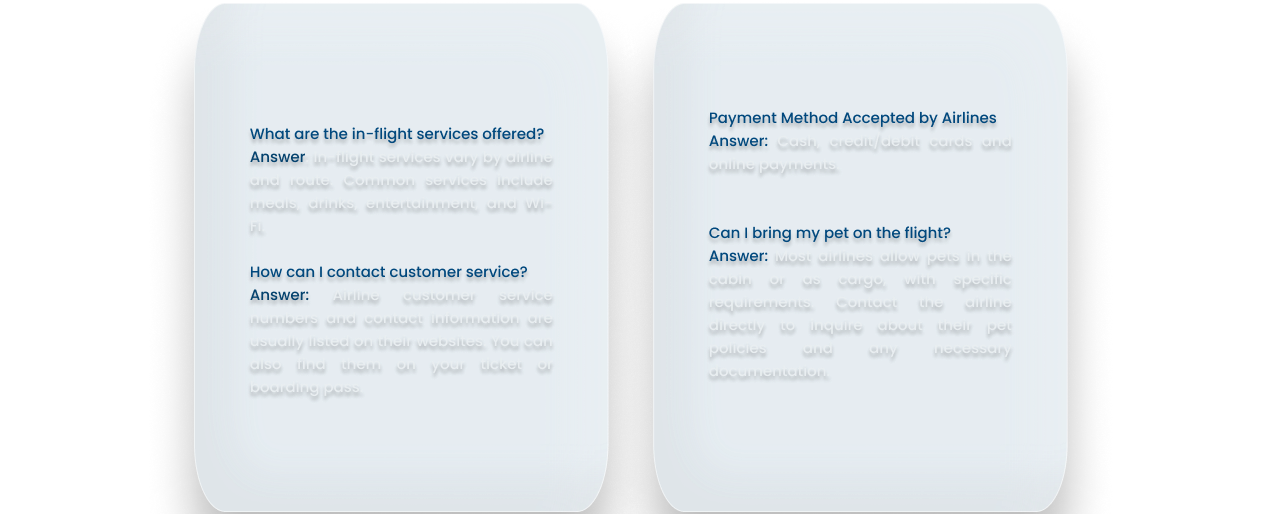 What are the in-flight services offered?
Answer In-flight services vary by airline
and route. Common services include
meals, drinks, entertainment, and Wi-
Fi.
How can I contact customer service?
Answer: Airline customer service
numbers and contact information are
usually listed on their websites. You can
also find them on your ticket or
boarding pass.
Payment Method Accepted by Airlines
Answer: Cash, credit/debit cards and
online payments.
Can I bring my pet on the flight?
Answer: Most airlines allow pets in the
cabin or as cargo, with specific
requirements. Contact the airline
directly to inquire about their pet
policies and any necessary
documentation.